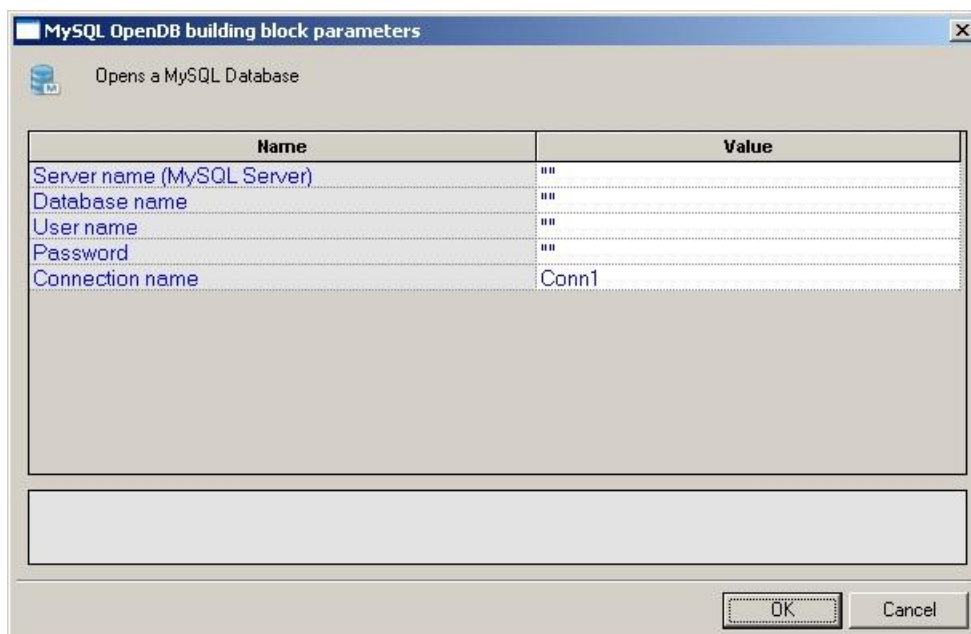 MySQL OpenDB building block parameters
Opens a MySQL Database
Name Value
Server name (MySQL Server) ""
Database name ""
User name ""
Password ""
Connection name Conn1
OK Cancel